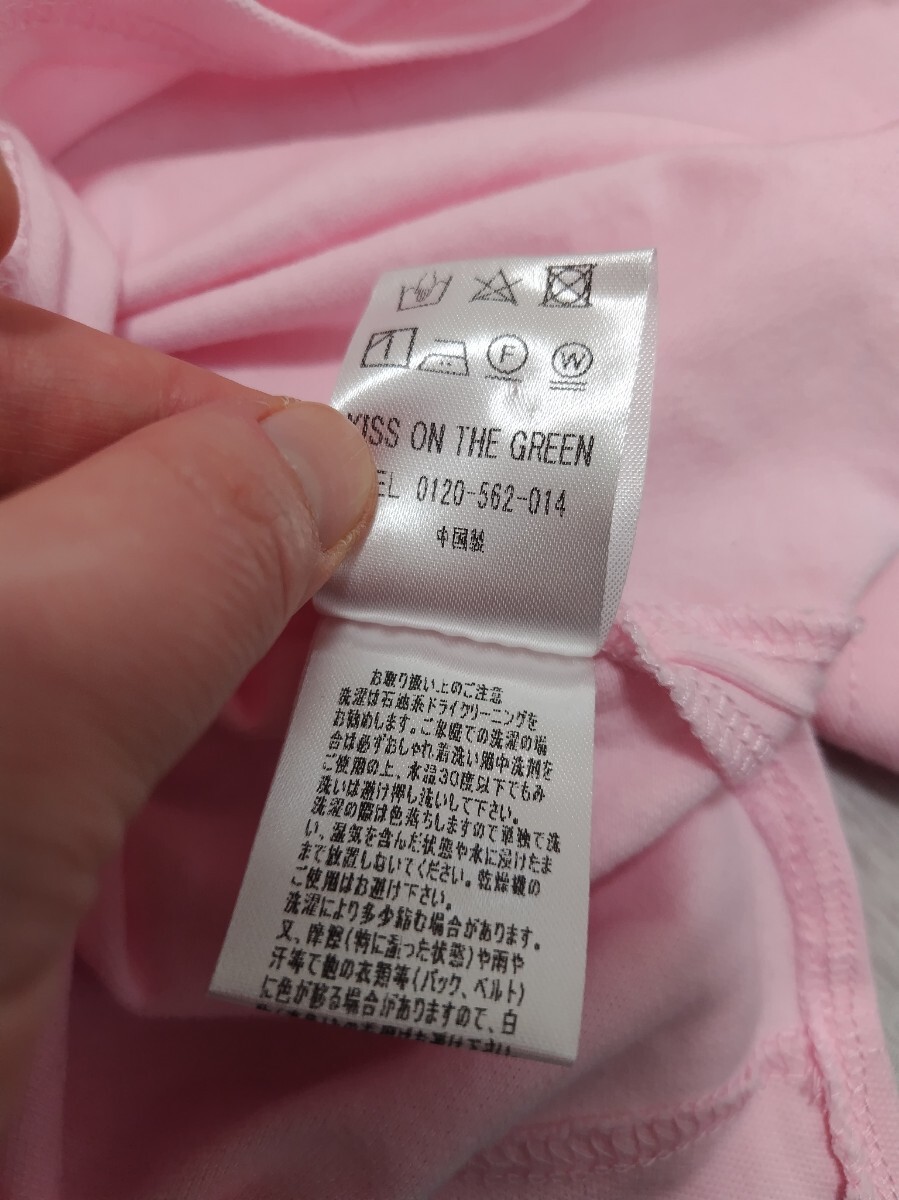 F W
KISS ON THE GREEN
TEL 0120-562-014
中国製
お取り扱い上のご注意
洗濯は石油系ドライクリーニングを
お勧めします。ご家庭での洗濯の場
合は必ずおしゃれ着洗い用中洗剤を
ご使用の上、水温30度以下でもみ
洗いは避け押し洗いして下さい。
洗濯の際は色落ちしますので単独で洗
い、湿気を含んだ状態や水に浸けたま
まで放置しないでください。乾燥機の
ご使用はお避け下さい。
洗濯により多少縮む場合があります。
又、摩擦(特に湿った状態)や雨や
汗等で他の衣類等(バック、ベルト)
に色が移る場合がありますので、白